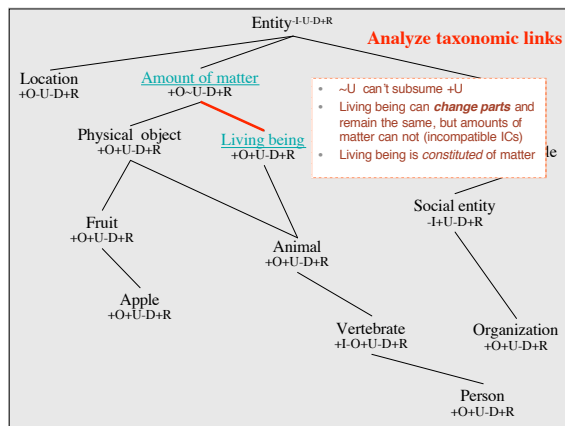 Entity-I-U-D+R
Analyze taxonomic links
Location
+O-U-D+R
Amount of matter
+O~U-D+R
• ~U can't subsume +U
• Living being can change parts and
remain the same, but amounts of
matter can not (incompatible ICs)
• Living being is constituted of matter
Physical object
+O+U-D+R
Living being
+O+U-D+R
Fruit
+O+U-D+R
Animal
+O+U-D+R
Social entity
-I+U-D+R
Apple
+O+U-D+R
Vertebrate
+I-O+U-D+R
Organization
+O+U-D+R
Person
+O+U-D+R